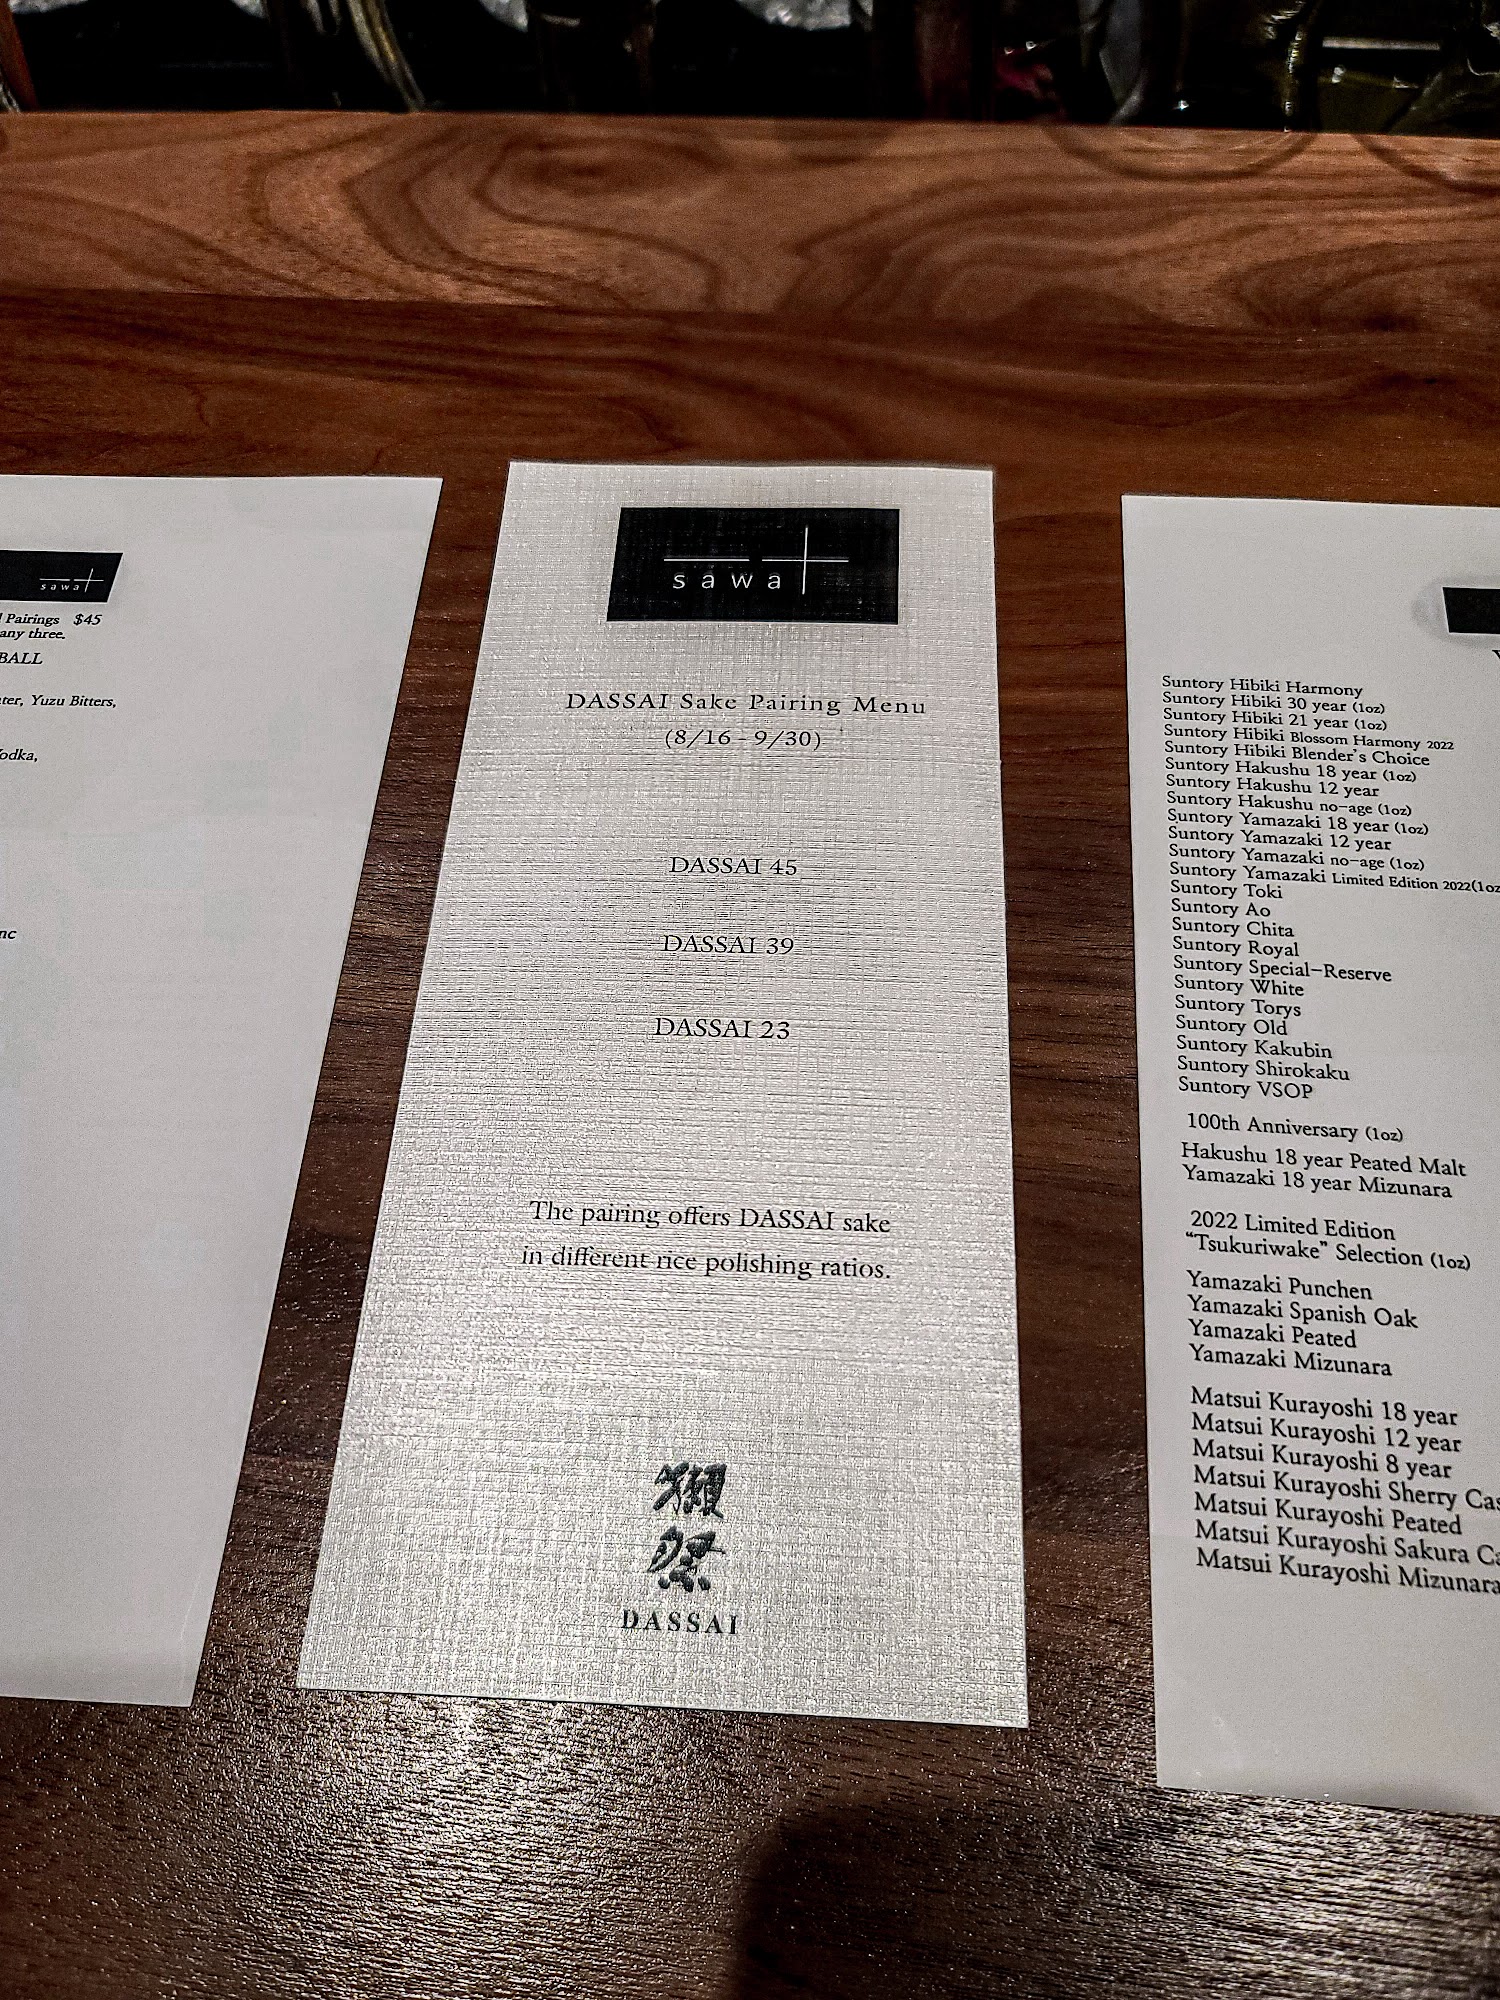 sawa
l Pairings $45
any three.
BALL
ter, Yuzu Bitters,
odka,
nc
sawa
DASSAI Sake Pairing Menu
(8/16 - 9/30)
DASSAI 45
DASSAI 39
DASSAI 23
The pairing offers DASSAI sake
in different rice polishing ratios.
獺
祭
DASSAI
Suntory Hibiki Harmony
Suntory Hibiki 30 year (1oz)
Suntory Hibiki 21 year (1oz)
Suntory Hibiki Blossom Harmony 2022
Suntory Hibiki Blender's Choice
Suntory Hakushu 18 year (1oz)
Suntory Hakushu 12 year
Suntory Hakushu no-age (1oz)
Suntory Yamazaki 18 year (1oz)
Suntory Yamazaki 12 year
Suntory Yamazaki no-age (1oz)
Suntory Yamazaki Limited Edition 2022(1oz
Suntory Toki
Suntory Ao
Suntory Chita
Suntory Royal
Suntory Special-Reserve
Suntory White
Suntory Torys
Suntory Old
Suntory Kakubin
Suntory Shirokaku
Suntory VSOP
100th Anniversary (1oz)
Hakushu 18 year Peated Malt
Yamazaki 18 year Mizunara
2022 Limited Edition
"Tsukuriwake" Selection (1oz)
Yamazaki Punchen
Yamazaki Spanish Oak
Yamazaki Peated
Yamazaki Mizunara
Matsui Kurayoshi 18 year
Matsui Kurayoshi 12 year
Matsui Kurayoshi 8 year
Matsui Kurayoshi Sherry Cas
Matsui Kurayoshi Peated
Matsui Kurayoshi Sakura Ca
Matsui Kurayoshi Mizunara